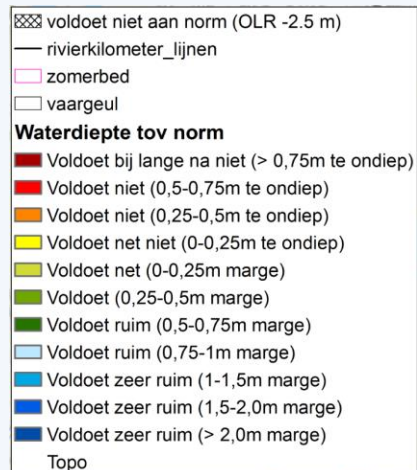 voldoet niet aan norm (OLR -2.5 m)
rivierkilometer_lijnen
zomerbed
vaargeul
Waterdiepte tov norm
Voldoet bij lange na niet (> 0,75m te ondiep)
Voldoet niet (0,5-0,75m te ondiep)
Voldoet niet (0,25-0,5m te ondiep)
Voldoet net niet (0-0,25m te ondiep)
Voldoet net (0-0,25m marge)
Voldoet (0,25-0,5m marge)
Voldoet ruim (0,5-0,75m marge)
Voldoet ruim (0,75-1m marge)
Voldoet zeer ruim (1-1,5m marge)
Voldoet zeer ruim (1,5-2,0m marge)
Voldoet zeer ruim (> 2,0m marge)
Topo